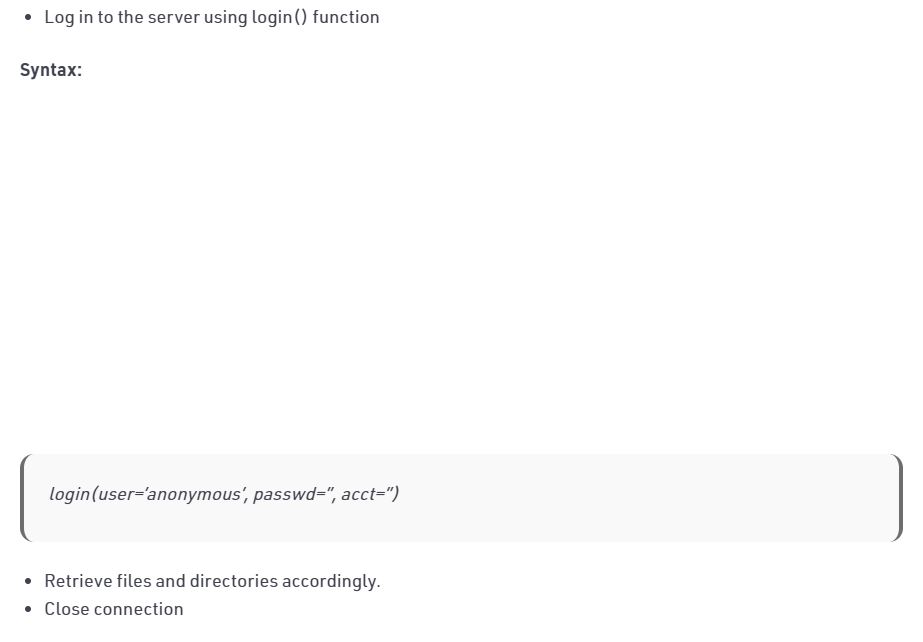 • Log in to the server using login() function
Syntax:
login(user=’anonymous’, passwd=”, acct=”)
• Retrieve files and directories accordingly.
• Close connection